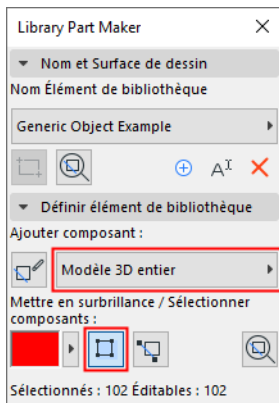 Library Part Maker
Nom et Surface de dessin
Nom Élément de bibliothèque
Generic Object Example
Définir élément de bibliothèque
Ajouter composant :
Modèle 3D entier
Mettre en surbrillance / Sélectionner
composants :
Sélectionnés : 102 Éditables : 102